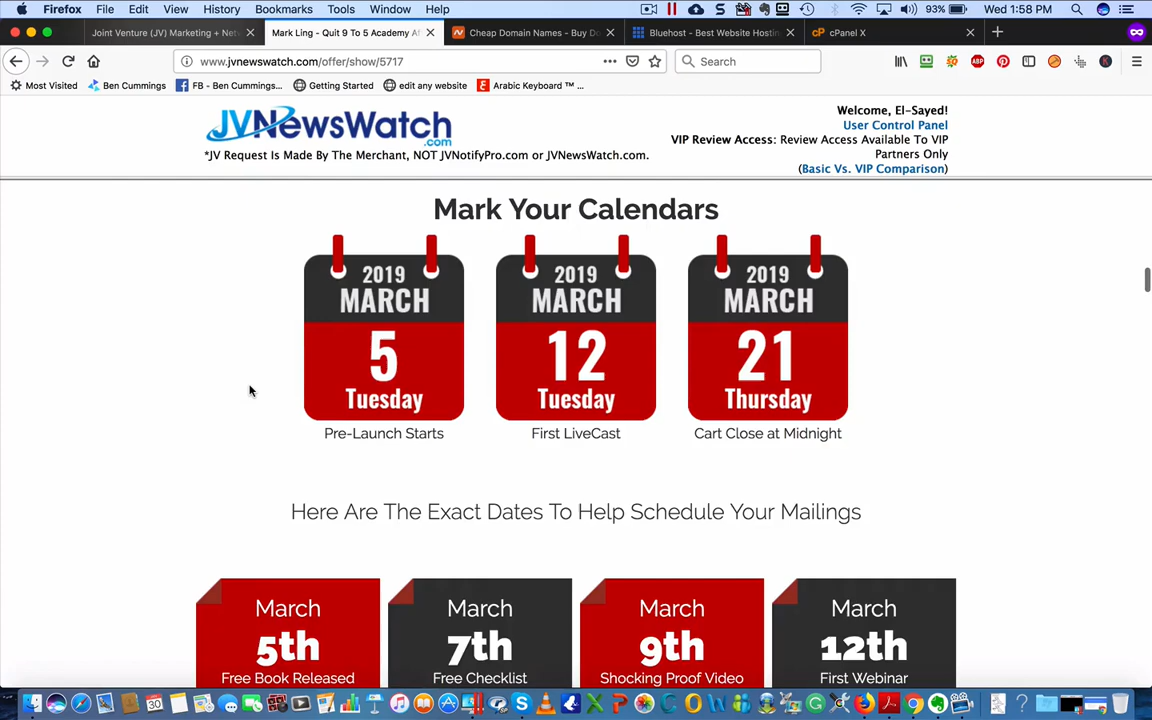 Firefox File Edit View History Bookmarks Tools Window Help 93% Wed 1:58 PM
Joint Venture (JV) Marketing + Net
Mark Ling - Quit 9 To 5 Academy A
Cheap Domain Names - Buy Do
Bluehost - Best Website Hostin
cPanel X
www.jvnewswatch.com/offer/show/5717
Search
Most Visited Ben Cummings FB - Ben Cummings... Getting Started edit any website Arabic Keyboard ™ ...
JVNewsWatch
.com
*JV Request Is Made By The Merchant, NOT JVNotifyPro.com or JVNewsWatch.com.
Welcome, El-Sayed!
User Control Panel
VIP Review Access: Review Access Available To VIP
Partners Only
(Basic Vs. VIP Comparison)
Mark Your Calendars
2019
MARCH
5
Tuesday
Pre-Launch Starts
2019
MARCH
12
Tuesday
First LiveCast
2019
MARCH
21
Thursday
Cart Close at Midnight
Here Are The Exact Dates To Help Schedule Your Mailings
March
5th
Free Book Released
March
7th
Free Checklist
March
9th
Shocking Proof Video
March
12th
First Webinar